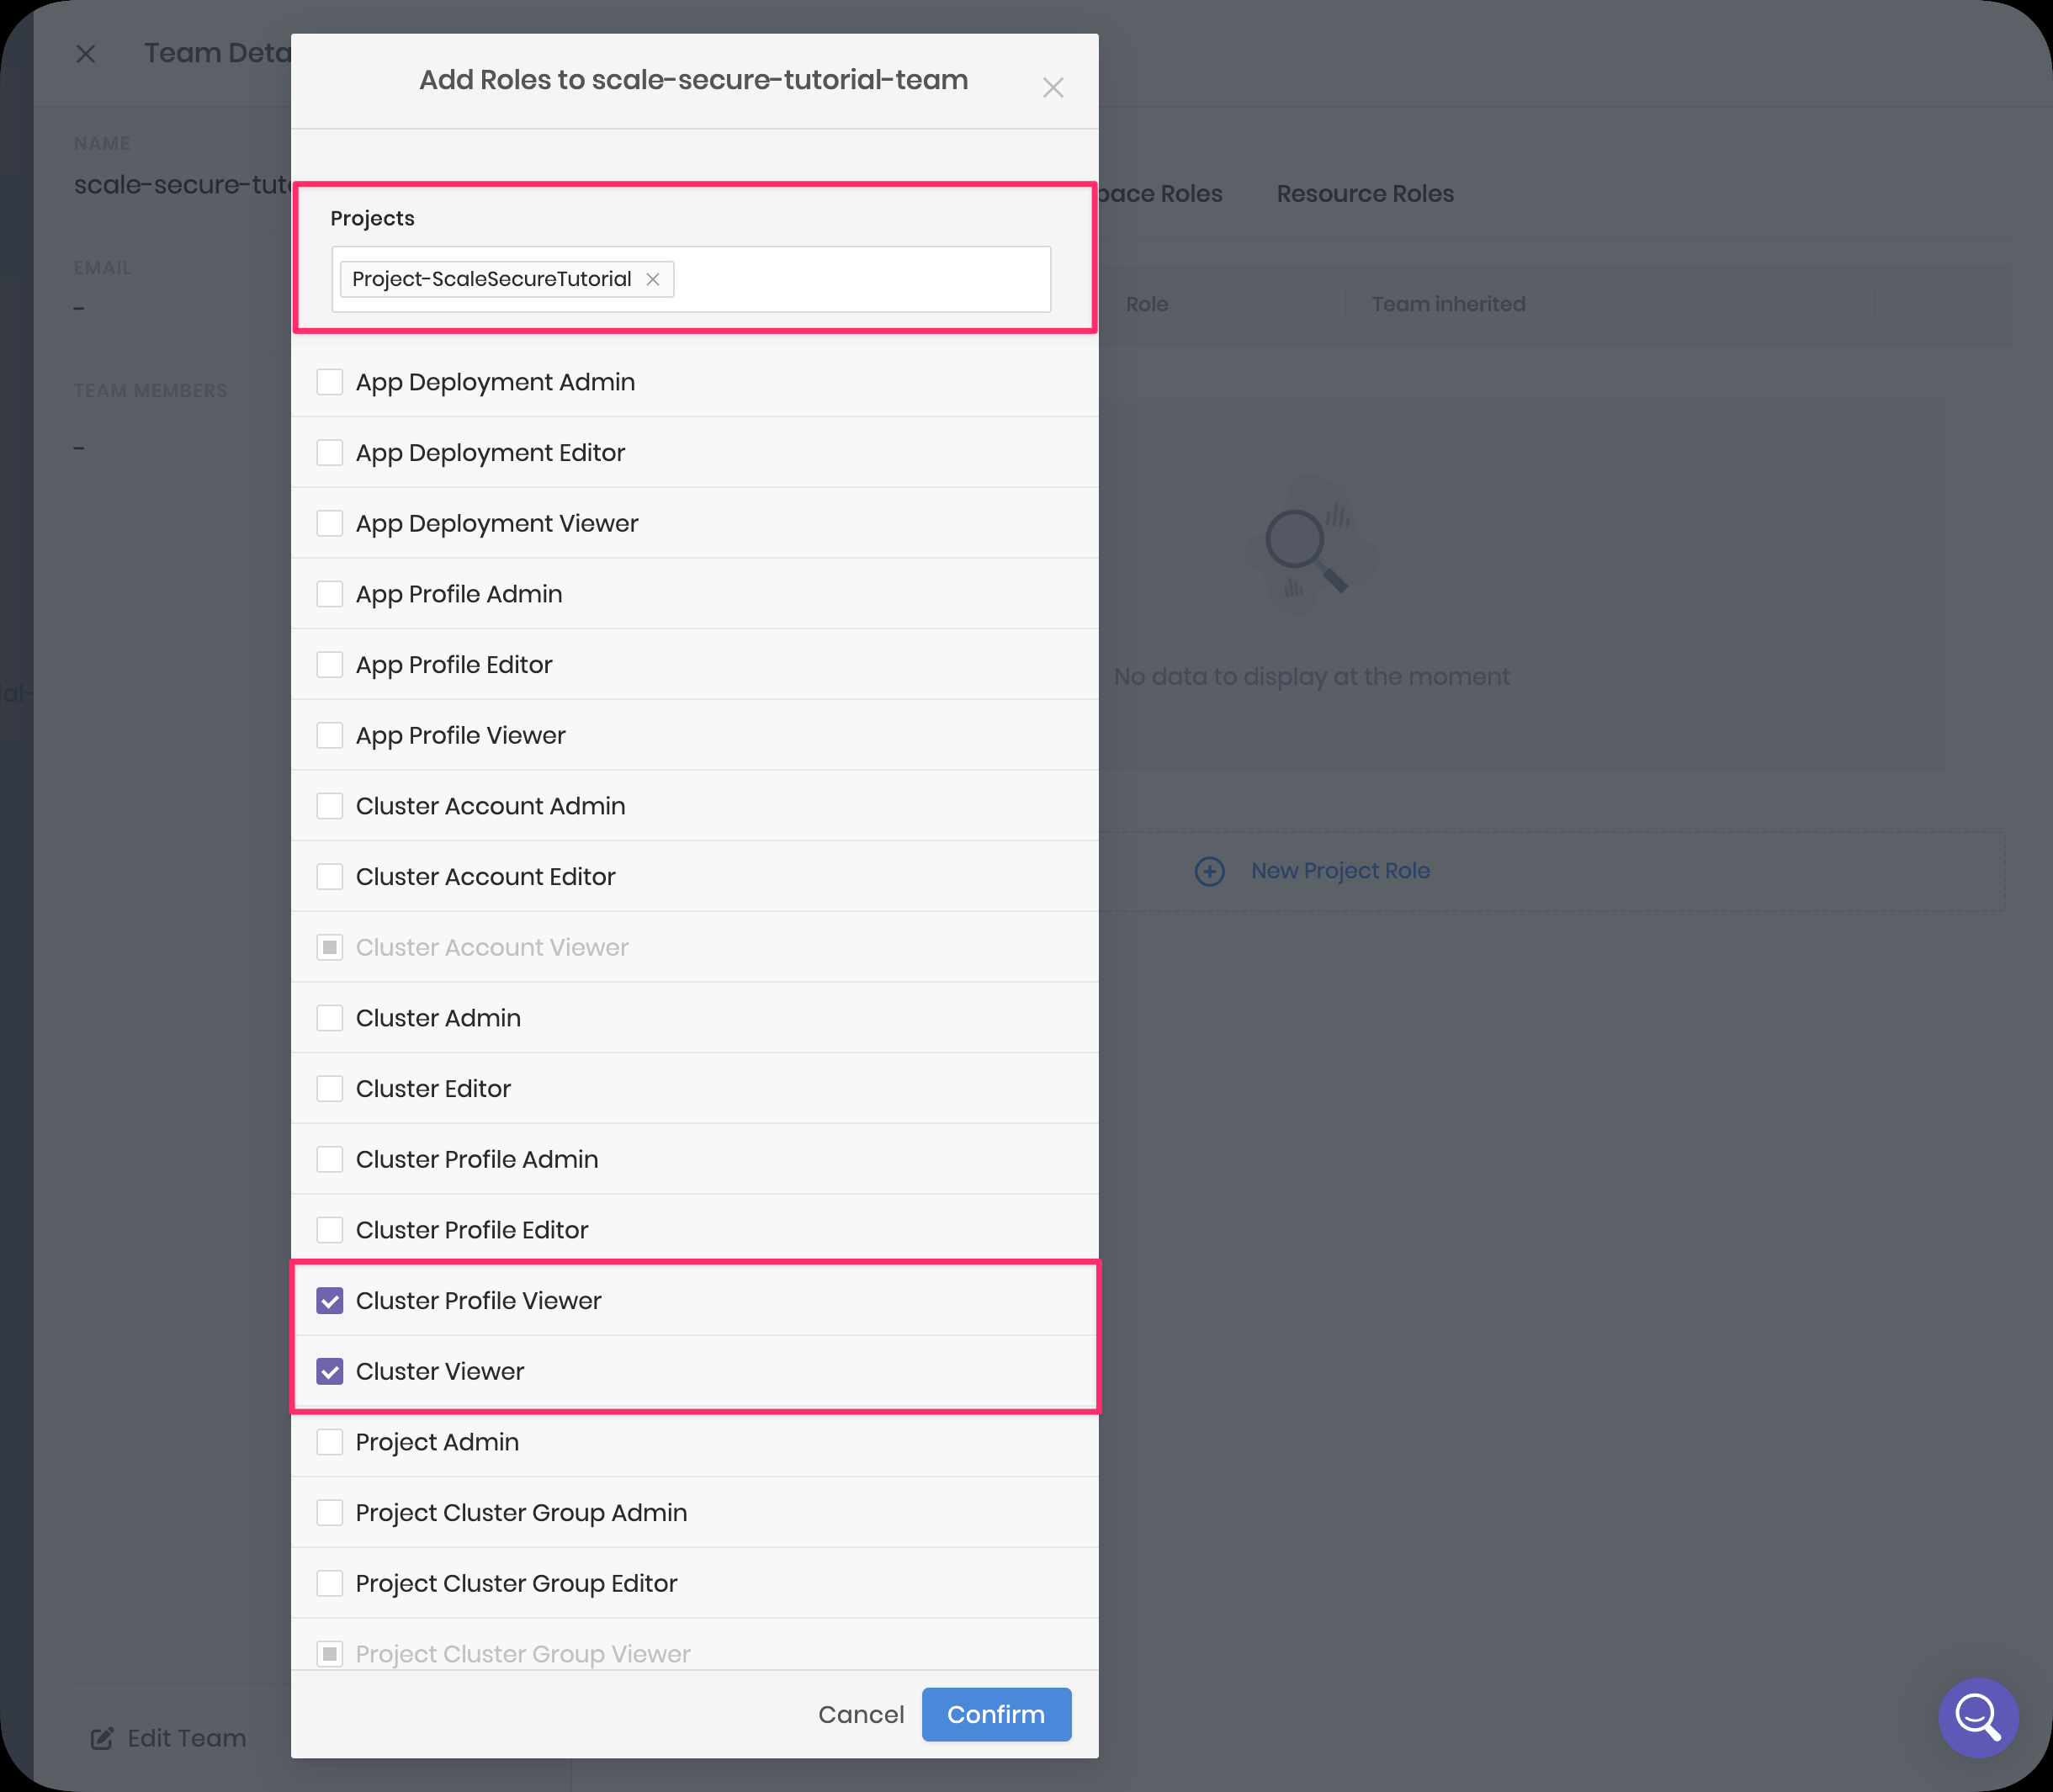 Team Deta
NAME
scale-secure-tuto
EMAIL
-
TEAM MEMBERS
-
ial-
Edit Team
Add Roles to scale-secure-tutorial-team
Projects
Project-ScaleSecureTutorial
App Deployment Admin
App Deployment Editor
App Deployment Viewer
App Profile Admin
App Profile Editor
App Profile Viewer
Cluster Account Admin
Cluster Account Editor
Cluster Account Viewer
Cluster Admin
Cluster Editor
Cluster Profile Admin
Cluster Profile Editor
Cluster Profile Viewer
Cluster Viewer
Project Admin
Project Cluster Group Admin
Project Cluster Group Editor
Project Cluster Group Viewer
Cancel Confirm
pace Roles Resource Roles
Role Team inherited
No data to display at the moment
New Project Role